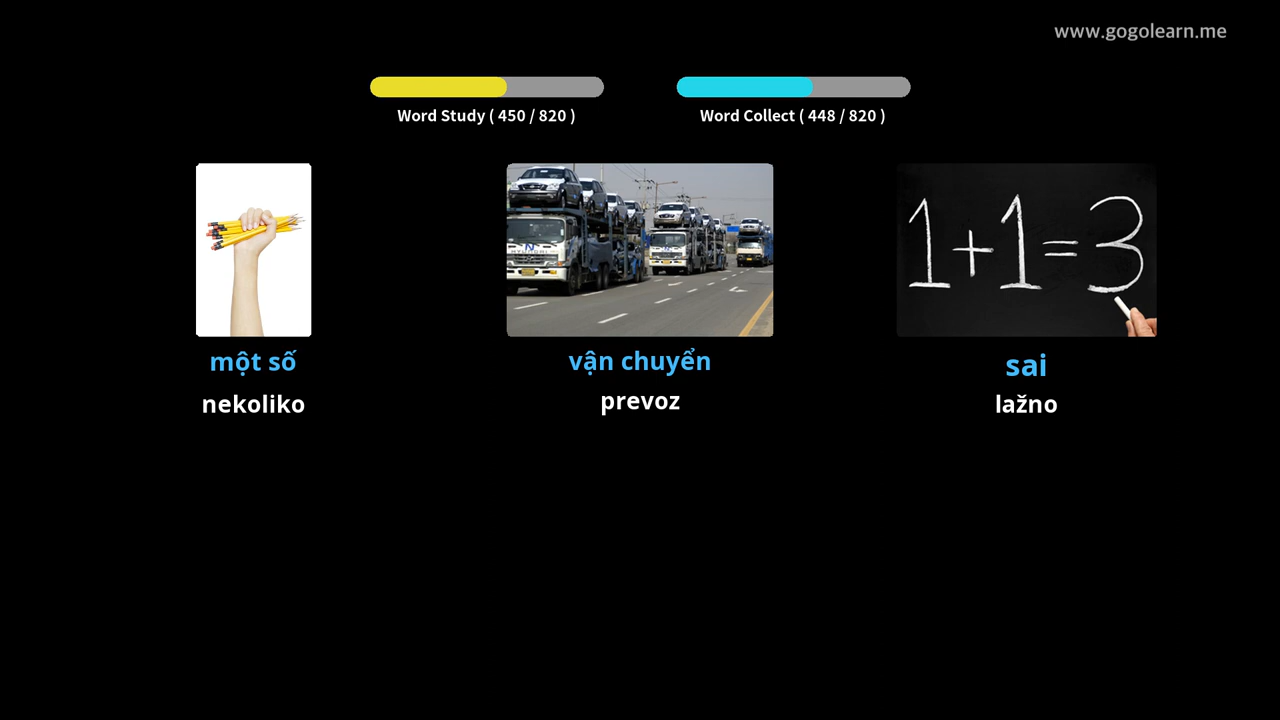 www.gogolearn.me
Word Study ( 450 / 820 )
Word Collect ( 448 / 820 )
1+1=3
một số
vận chuyển
sai
nekoliko
prevoz
lažno